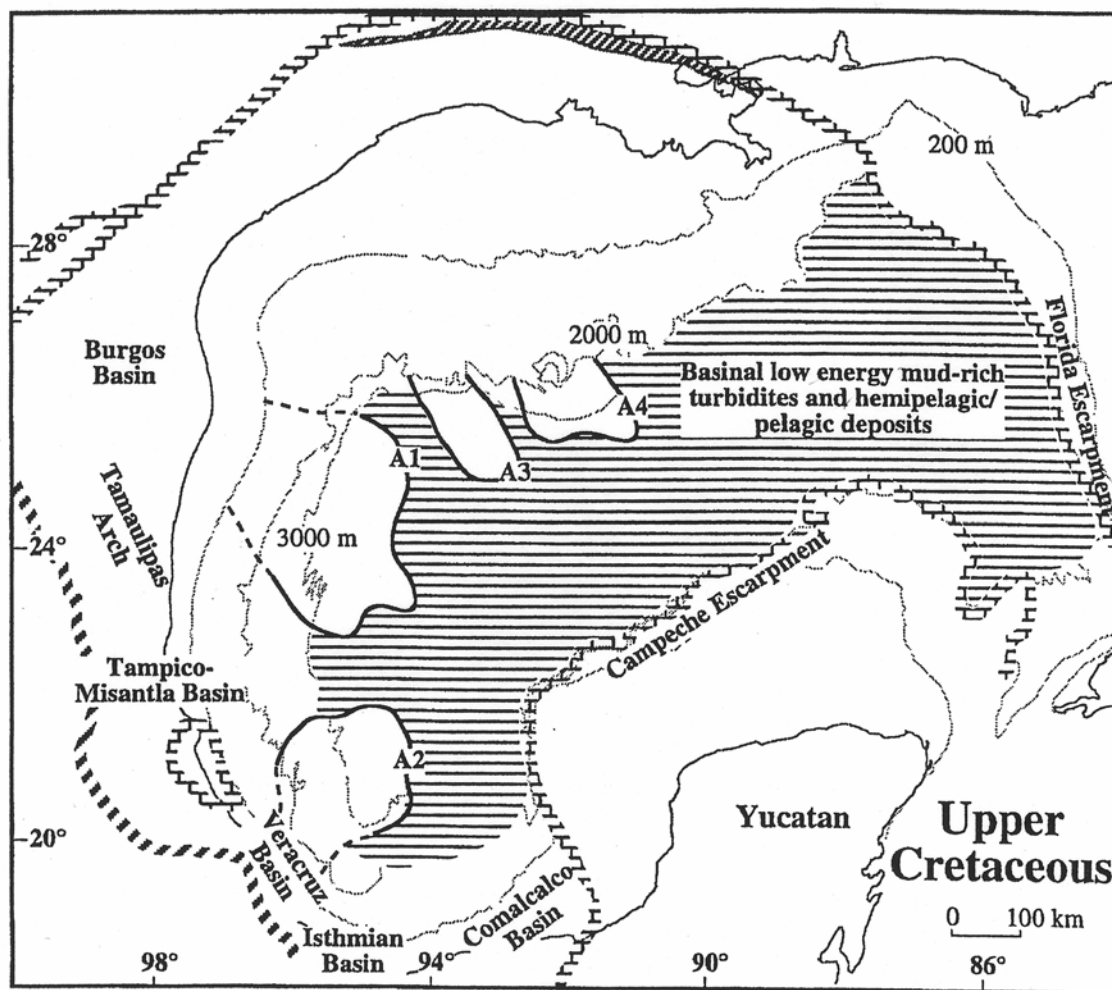 200 m
28°
2000 m
Burgos
Basin
Florida Escarpment
Basinal low energy mud-rich
turbidites and hemipelagic/
pelagic deposits
A4
A1
A3
Tamaulipas
Arch
3000 m
24°
Campeche Escarpment
Tampico-
Misantla Basin
A2
Yucatan
Upper
Cretaceous
20°
Veracruz
Basin
Comalcalco
Basin
0 100 km
Isthmian
Basin
98°
94°
90°
86°